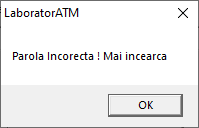 LaboratorATM
Parola Incorecta ! Mai incearca
OK